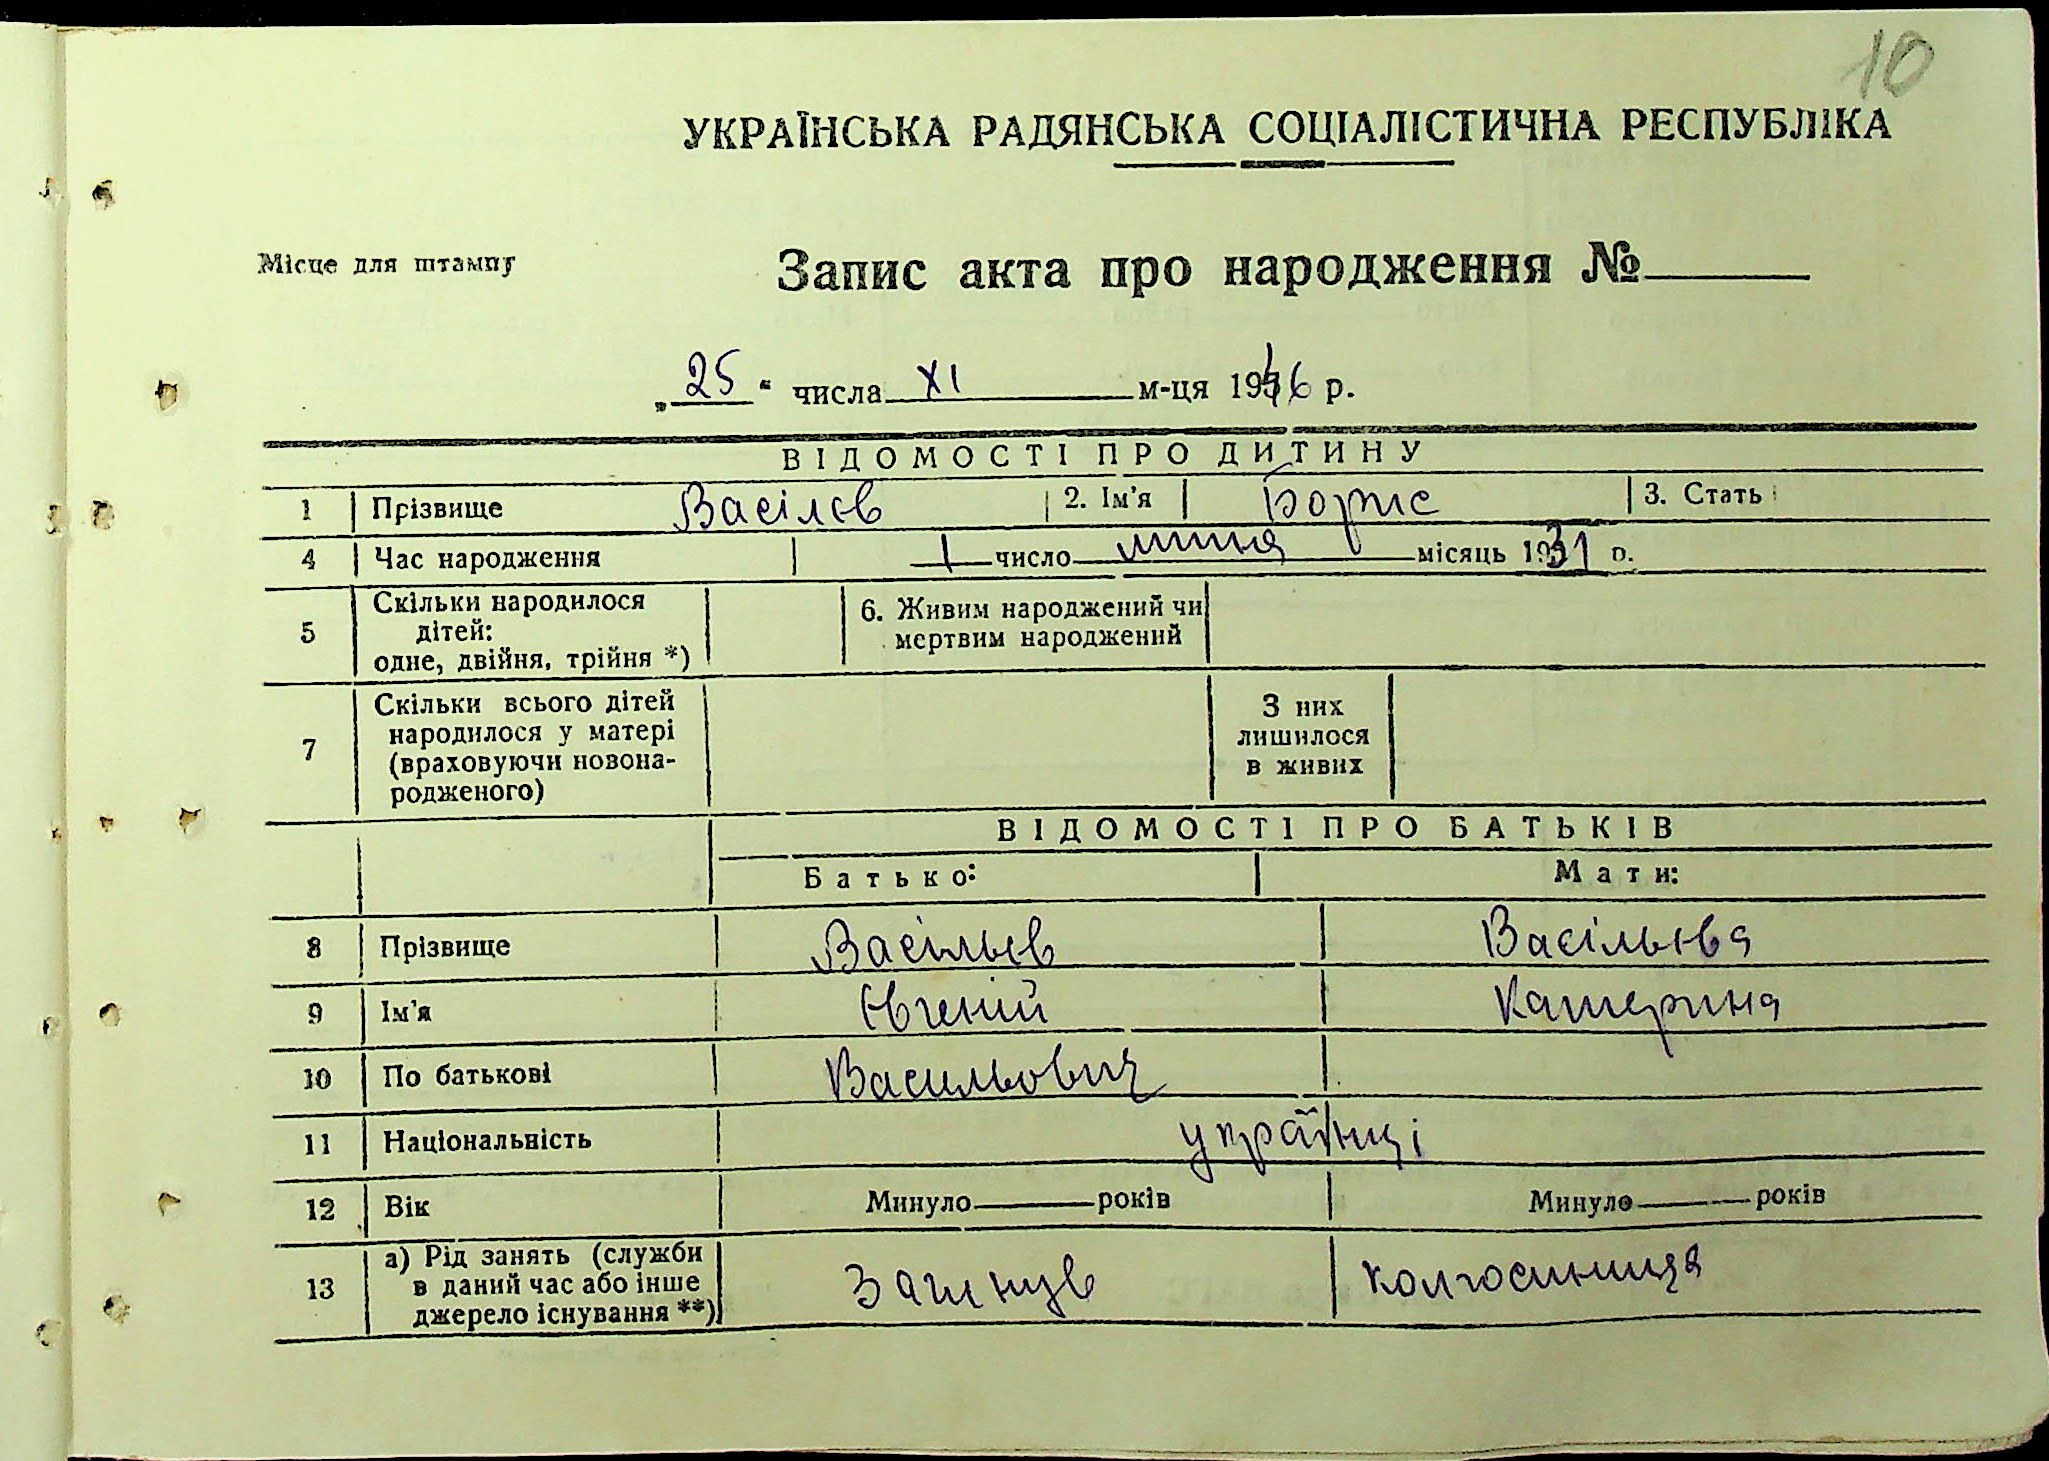 10
УКРАЇНСЬКА РАДЯНСЬКА СОЦІАЛІСТИЧНА РЕСПУБЛІКА
Місце для штампу
Запис акта про народження №
„25“ числа XI м-ця 1946 р.
ВІДОМОСТІ ПРО ДИТИНУ
1 Прізвище Васілєв 2. Ім'я Борис 3. Стать
4 Час народження 1 число липня місяць 1931 р.
5 Скільки народилося дітей: одне, двійня, трійня *) 6. Живим народжений чи мертвим народжений
7 Скільки всього дітей народилося у матері (враховуючи новона-родженого) З них лишилося в живих
ВІДОМОСТІ ПРО БАТЬКІВ
Батько: Мати:
8 Прізвище Васільєв Васільєва
9 Ім'я Євгеній Катерина
10 По батькові Васильович
11 Національність українці
12 Вік Минуло років Минуло років
13 а) Рід занять (служби в даний час або інше джерело існування **) Загинув колгоспниця